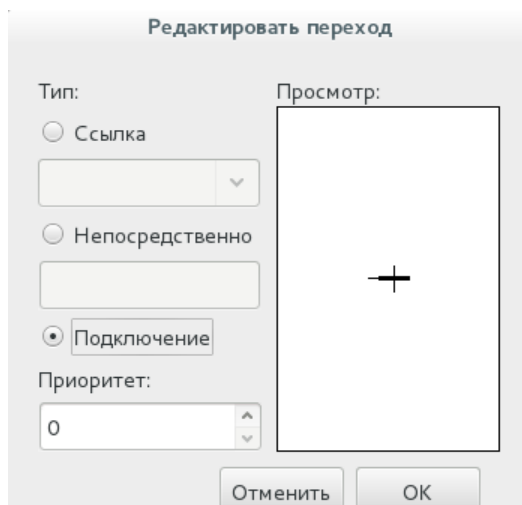 Редактировать переход
Тип:
Просмотр:
Ссылка
Непосредственно
Подключение
Приоритет:
0
Отменить
OK